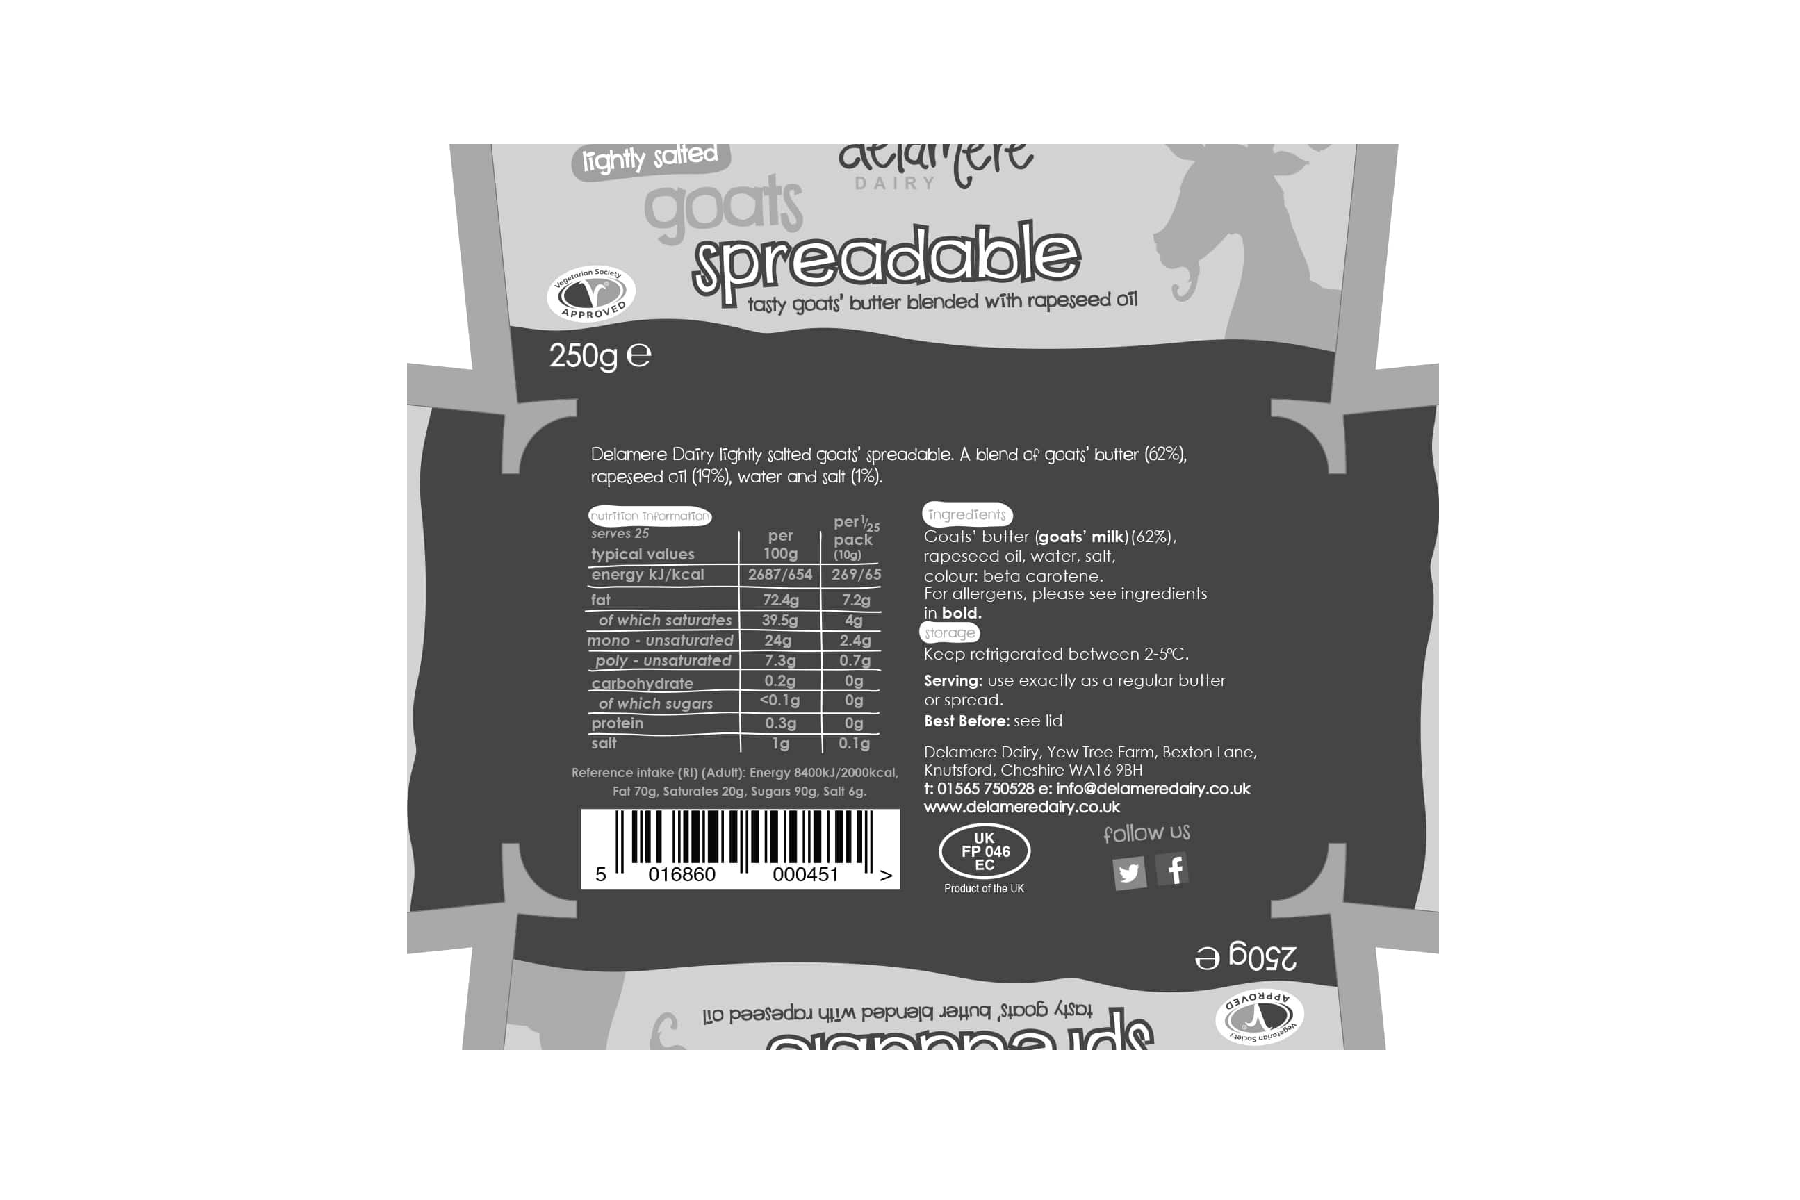 lightly salted
delamere
DAIRY
goats
spreadable
tasty goats' butter blended with rapeseed oil
Vegetarian Society
APPROVED
250g ℮
Delamere Dairy lightly salted goats' spreadable. A blend of goats' butter (62%),
rapeseed oil (19%), water and salt (1%).
nutrition information
serves 25
typical values
per 100g
per 1/25 pack (10g)
energy kJ/kcal 2687/654 269/65
fat 72.4g 7.2g
of which saturates 39.5g 4g
mono - unsaturated 24g 2.4g
poly - unsaturated 7.3g 0.7g
carbohydrate 0.2g 0g
of which sugars <0.1g 0g
protein 0.3g 0g
salt 1g 0.1g
Reference intake (RI) (Adult): Energy 8400kJ/2000kcal,
Fat 70g, Saturates 20g, Sugars 90g, Salt 6g.
5 016860 000451 >
ingredients
Goats' butter (goats' milk) (62%),
rapeseed oil, water, salt,
colour: beta carotene.
For allergens, please see ingredients
in bold.
storage
Keep refrigerated between 2-5ºC.
Serving: use exactly as a regular butter
or spread.
Best Before: see lid
Delamere Dairy, Yew Tree Farm, Bexton Lane,
Knutsford, Cheshire WA16 9BH
t: 01565 750528 e: info@delameredairy.co.uk
www.delameredairy.co.uk
UK
FP 046
EC
Product of the UK
follow us
250g ℮
Vegetarian Society
APPROVED
tasty goats' butter blended with rapeseed oil
spreadable